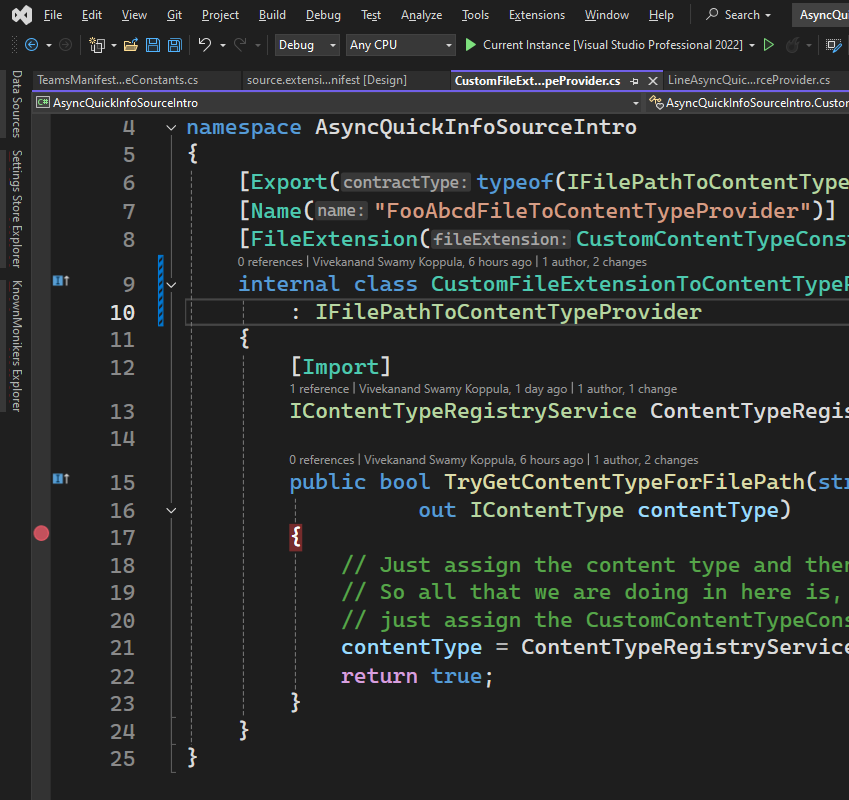 File Edit View Git Project Build Debug Test Analyze Tools Extensions Window Help Search AsyncQu
Debug Any CPU Current Instance [Visual Studio Professional 2022]
TeamsManifest...eConstants.cs source.extensi...nifest [Design] CustomFileExt...peProvider.cs LineAsyncQuic...rceProvider.cs
C# AsyncQuickInfoSourceIntro AsyncQuickInfoSourceIntro.Custom
Data Sources
Settings Store Explorer
KnownMonikers Explorer
4 namespace AsyncQuickInfoSourceIntro
5 {
6 [Export(contractType: typeof(IFilePathToContentType
7 [Name(name: "FooAbcdFileToContentTypeProvider")]
8 [FileExtension(fileExtension: CustomContentTypeConst
0 references | Vivekanand Swamy Koppula, 6 hours ago | 1 author, 2 changes
9 internal class CustomFileExtensionToContentTypeP
10 : IFilePathToContentTypeProvider
11 {
12 [Import]
1 reference | Vivekanand Swamy Koppula, 1 day ago | 1 author, 1 change
13 IContentTypeRegistryService ContentTypeRegis
14
0 references | Vivekanand Swamy Koppula, 6 hours ago | 1 author, 2 changes
15 public bool TryGetContentTypeForFilePath(str
16 out IContentType contentType)
17 {
18 // Just assign the content type and then
19 // So all that we are doing in here is,
20 // just assign the CustomContentTypeCons
21 contentType = ContentTypeRegistryService
22 return true;
23 }
24 }
25 }